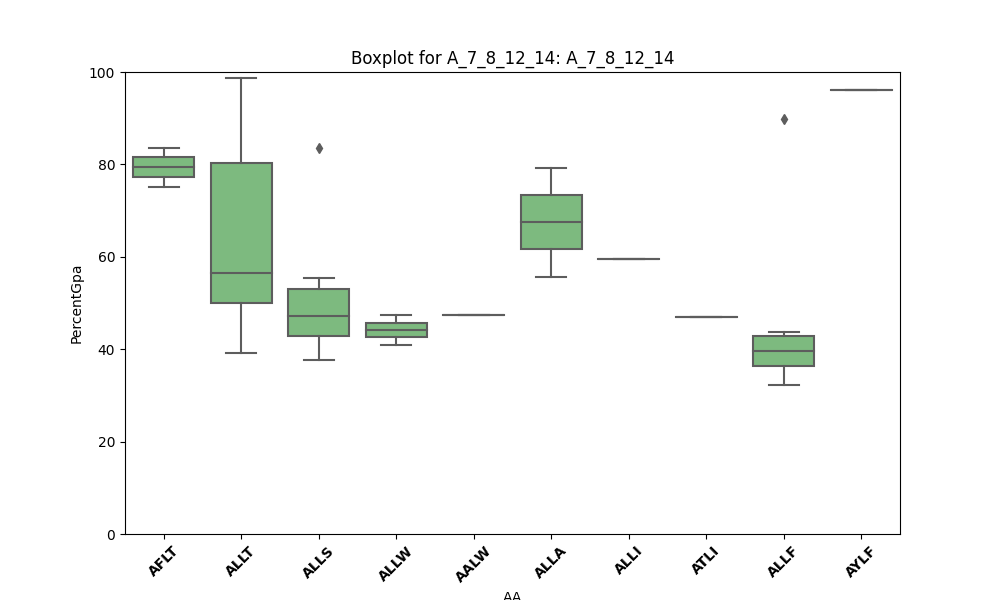 Boxplot for A_7_8_12_14: A_7_8_12_14
100
80
60
40
20
0
PercentGpa
AFLT
ALLT
ALLS
ALLW
AALW
ALLA
ALLI
ATLI
ALLF
AYLF
AA